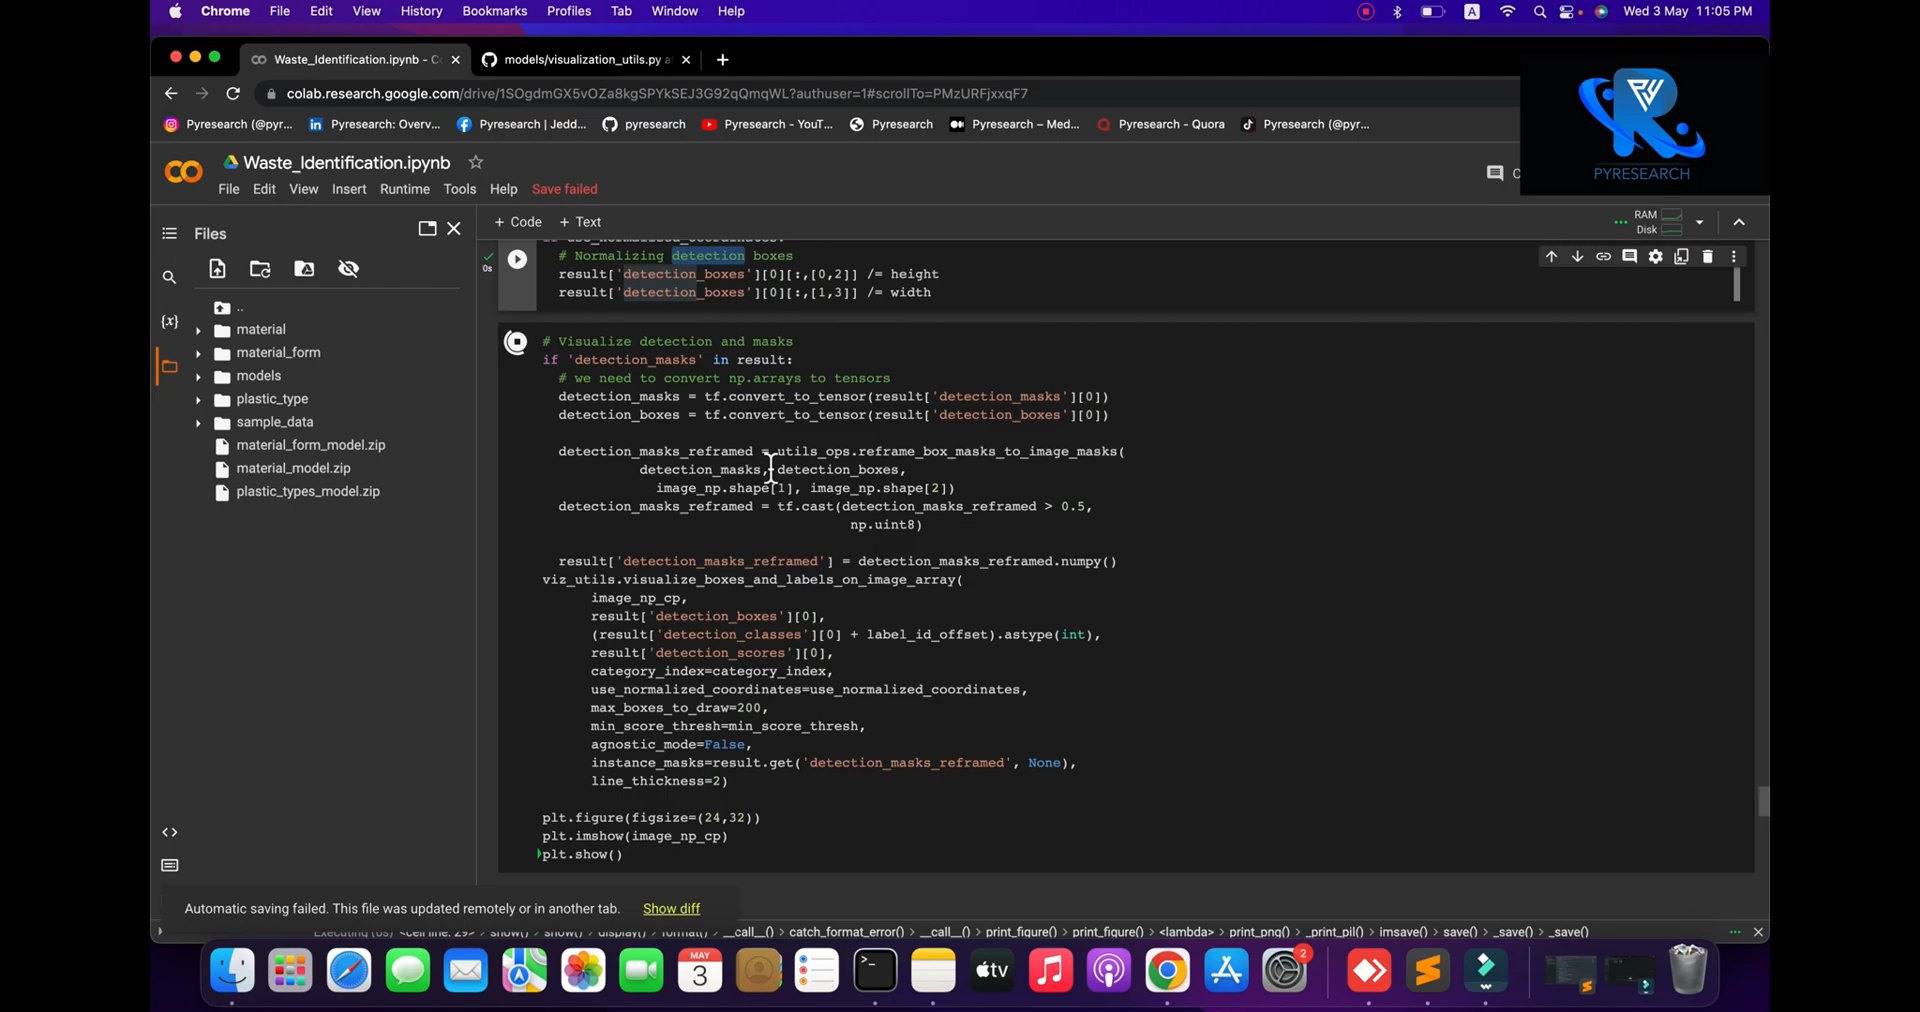 Chrome File Edit View History Bookmarks Profiles Tab Window Help
A Wed 3 May 11:05 PM
Waste_Identification.ipynb - C
models/visualization_utils.py a
colab.research.google.com/drive/1SOgdmGX5vOZa8kgSPYkSEJ3G92qQmqWL?authuser=1#scrollTo=PMzURFjxxqF7
Pyresearch (@pyr...
Pyresearch: Overv...
Pyresearch | Jedd...
pyresearch
Pyresearch - YouT...
Pyresearch
Pyresearch – Med...
Pyresearch - Quora
Pyresearch (@pyr...
PYRESEARCH
Waste_Identification.ipynb
File Edit View Insert Runtime Tools Help Save failed
Files
+ Code + Text
RAM
Disk
..
material
material_form
models
plastic_type
sample_data
material_form_model.zip
material_model.zip
plastic_types_model.zip
{x}
0s
if use_normalized_coordinates:
# Normalizing detection boxes
result['detection_boxes'][0][:,[0,2]] /= height
result['detection_boxes'][0][:,[1,3]] /= width
# Visualize detection and masks
if 'detection_masks' in result:
# we need to convert np.arrays to tensors
detection_masks = tf.convert_to_tensor(result['detection_masks'][0])
detection_boxes = tf.convert_to_tensor(result['detection_boxes'][0])
detection_masks_reframed = utils_ops.reframe_box_masks_to_image_masks(
detection_masks, detection_boxes,
image_np.shape[1], image_np.shape[2])
detection_masks_reframed = tf.cast(detection_masks_reframed > 0.5,
np.uint8)
result['detection_masks_reframed'] = detection_masks_reframed.numpy()
viz_utils.visualize_boxes_and_labels_on_image_array(
image_np_cp,
result['detection_boxes'][0],
(result['detection_classes'][0] + label_id_offset).astype(int),
result['detection_scores'][0],
category_index=category_index,
use_normalized_coordinates=use_normalized_coordinates,
max_boxes_to_draw=200,
min_score_thresh=min_score_thresh,
agnostic_mode=False,
instance_masks=result.get('detection_masks_reframed', None),
line_thickness=2)
plt.figure(figsize=(24,32))
plt.imshow(image_np_cp)
plt.show()
Automatic saving failed. This file was updated remotely or in another tab. Show diff
catch_format_error() __call__() print_figure() print_figure() <lambda> print_png() _print_pil() imsave() save() _save() _save()
MAY
3
tv
2